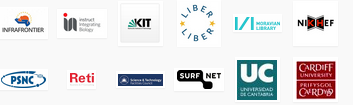 INFRAFRONTIER
instruct
Integrating
Biology
KIT
LIBER
LIBER
MORAVIAN
LIBRARY
NIKHEF
PSNC
Reti
Science & Technology
SURF NET
UC
UNIVERSIDAD
DE CANTABRIA
CARDIFF
UNIVERSITY
PRIFYSGOL
CAERDYDD